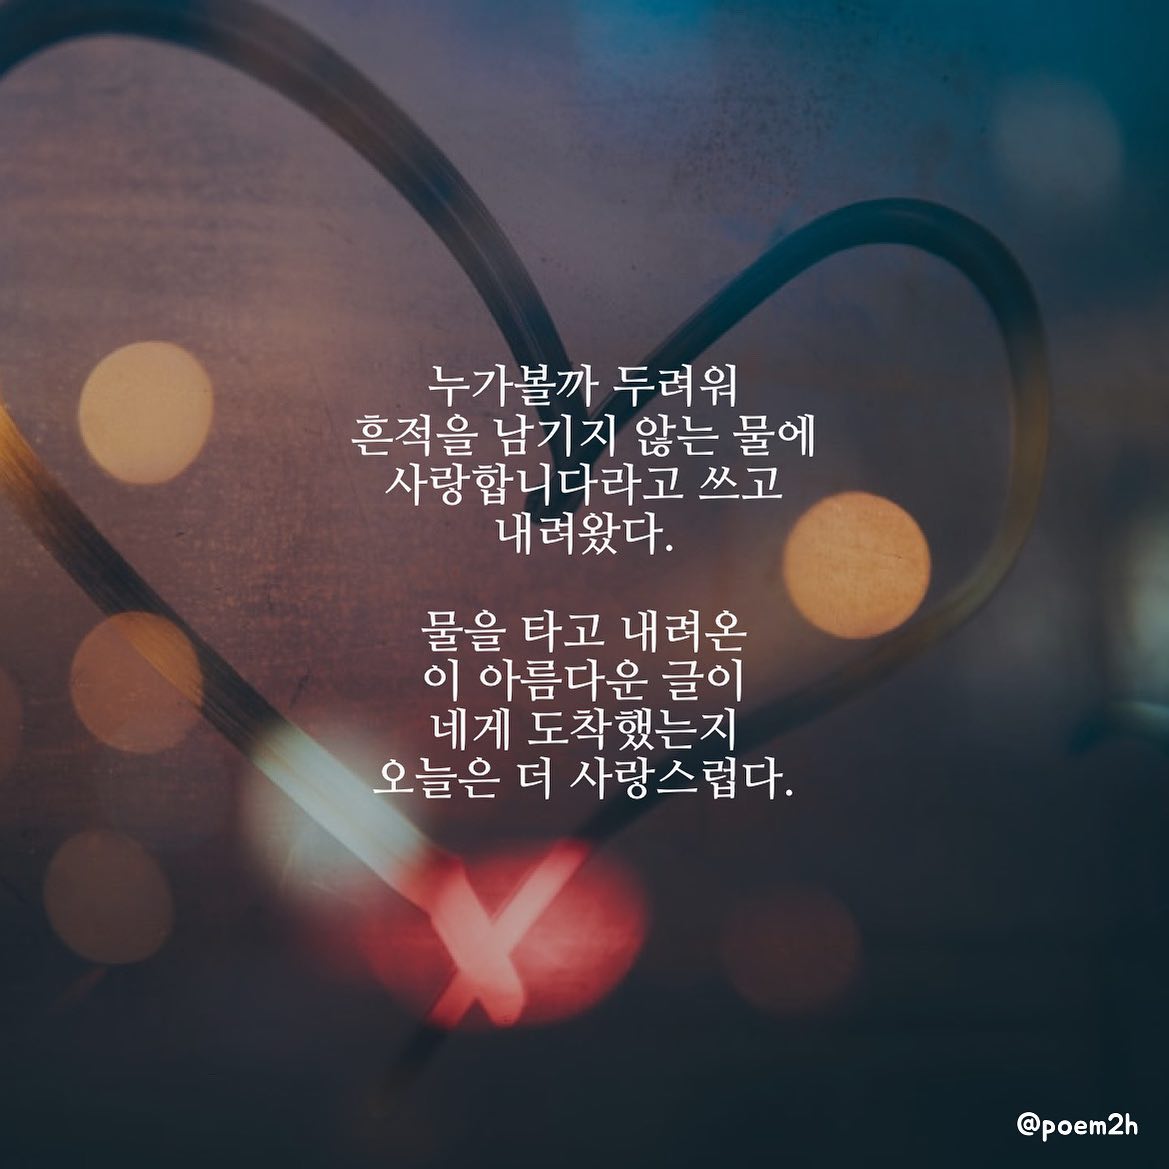 누가볼까 두려워
흔적을 남기지 않는 물에
사랑합니다라고 쓰고
내려왔다.
물을 타고 내려온
이 아름다운 글이
네게 도착했는지
오늘은 더 사랑스럽다.
@poem2h